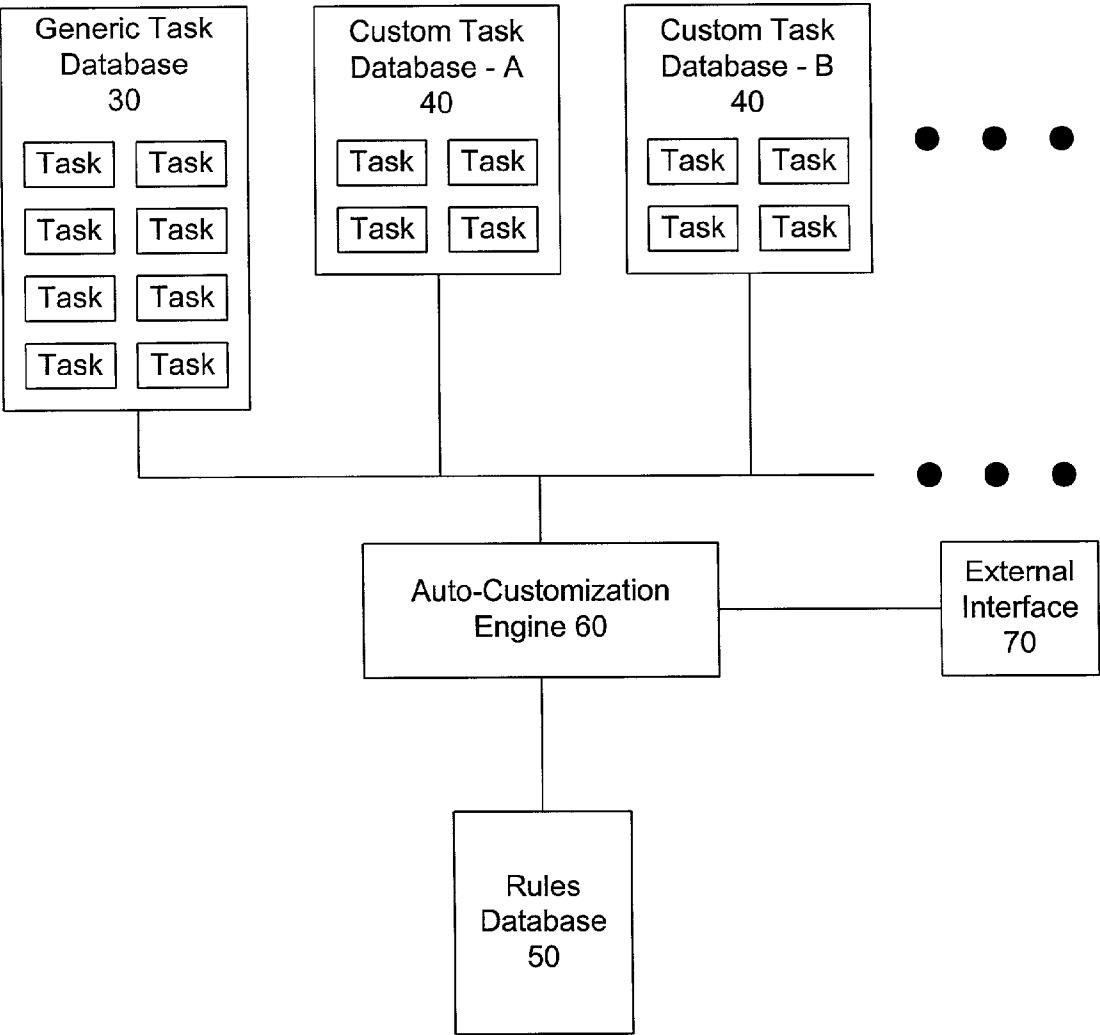 Generic Task
Database
30
Task Task
Task Task
Task Task
Task Task
Custom Task
Database - A
40
Task Task
Task Task
Custom Task
Database - B
40
Task Task
Task Task
Auto-Customization
Engine 60
External
Interface
70
Rules
Database
50